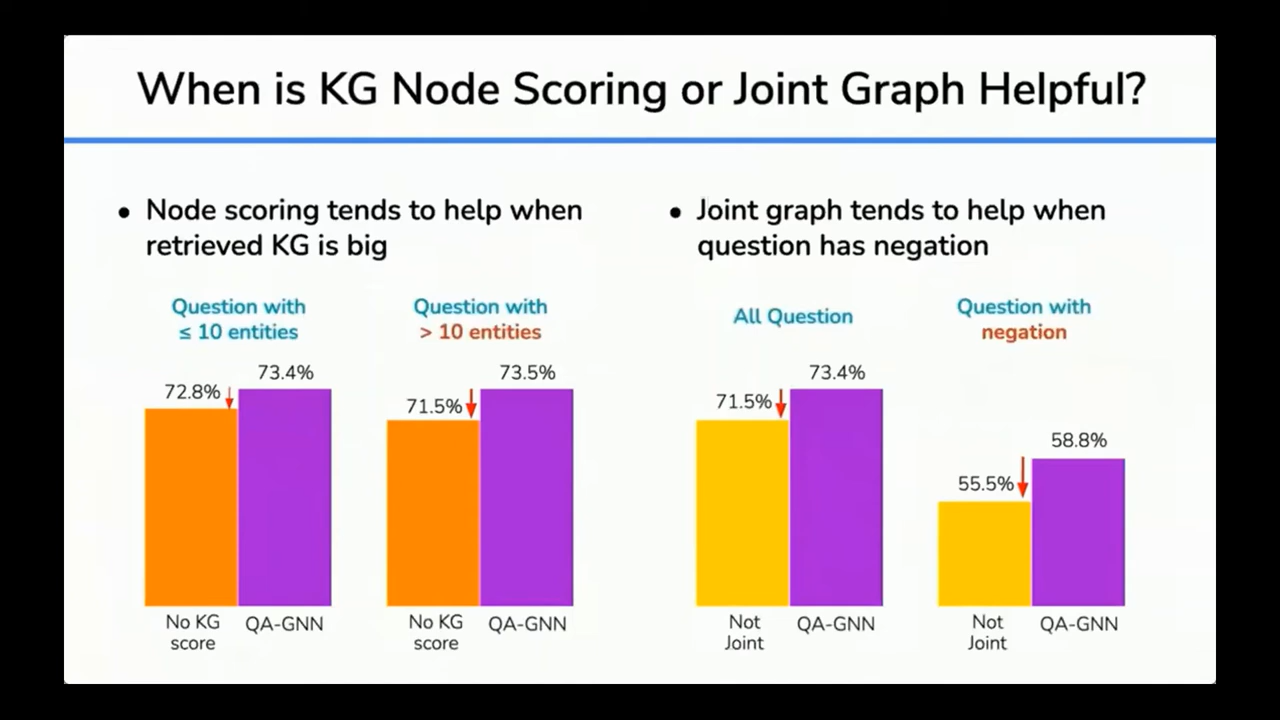 When is KG Node Scoring or Joint Graph Helpful?
• Node scoring tends to help when
retrieved KG is big
Question with
≤ 10 entities
72.8%
73.4%
No KG
score
QA-GNN
Question with
> 10 entities
71.5%
73.5%
No KG
score
QA-GNN
• Joint graph tends to help when
question has negation
All Question
71.5%
73.4%
Not
Joint
QA-GNN
Question with
negation
55.5%
58.8%
Not
Joint
QA-GNN